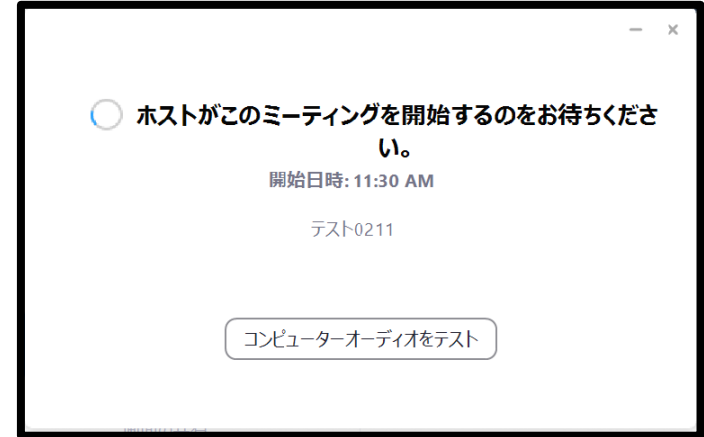 ホストがこのミーティングを開始するのをお待ちくださ
い。
開始日時: 11:30 AM
テスト0211
コンピューターオーディオをテスト